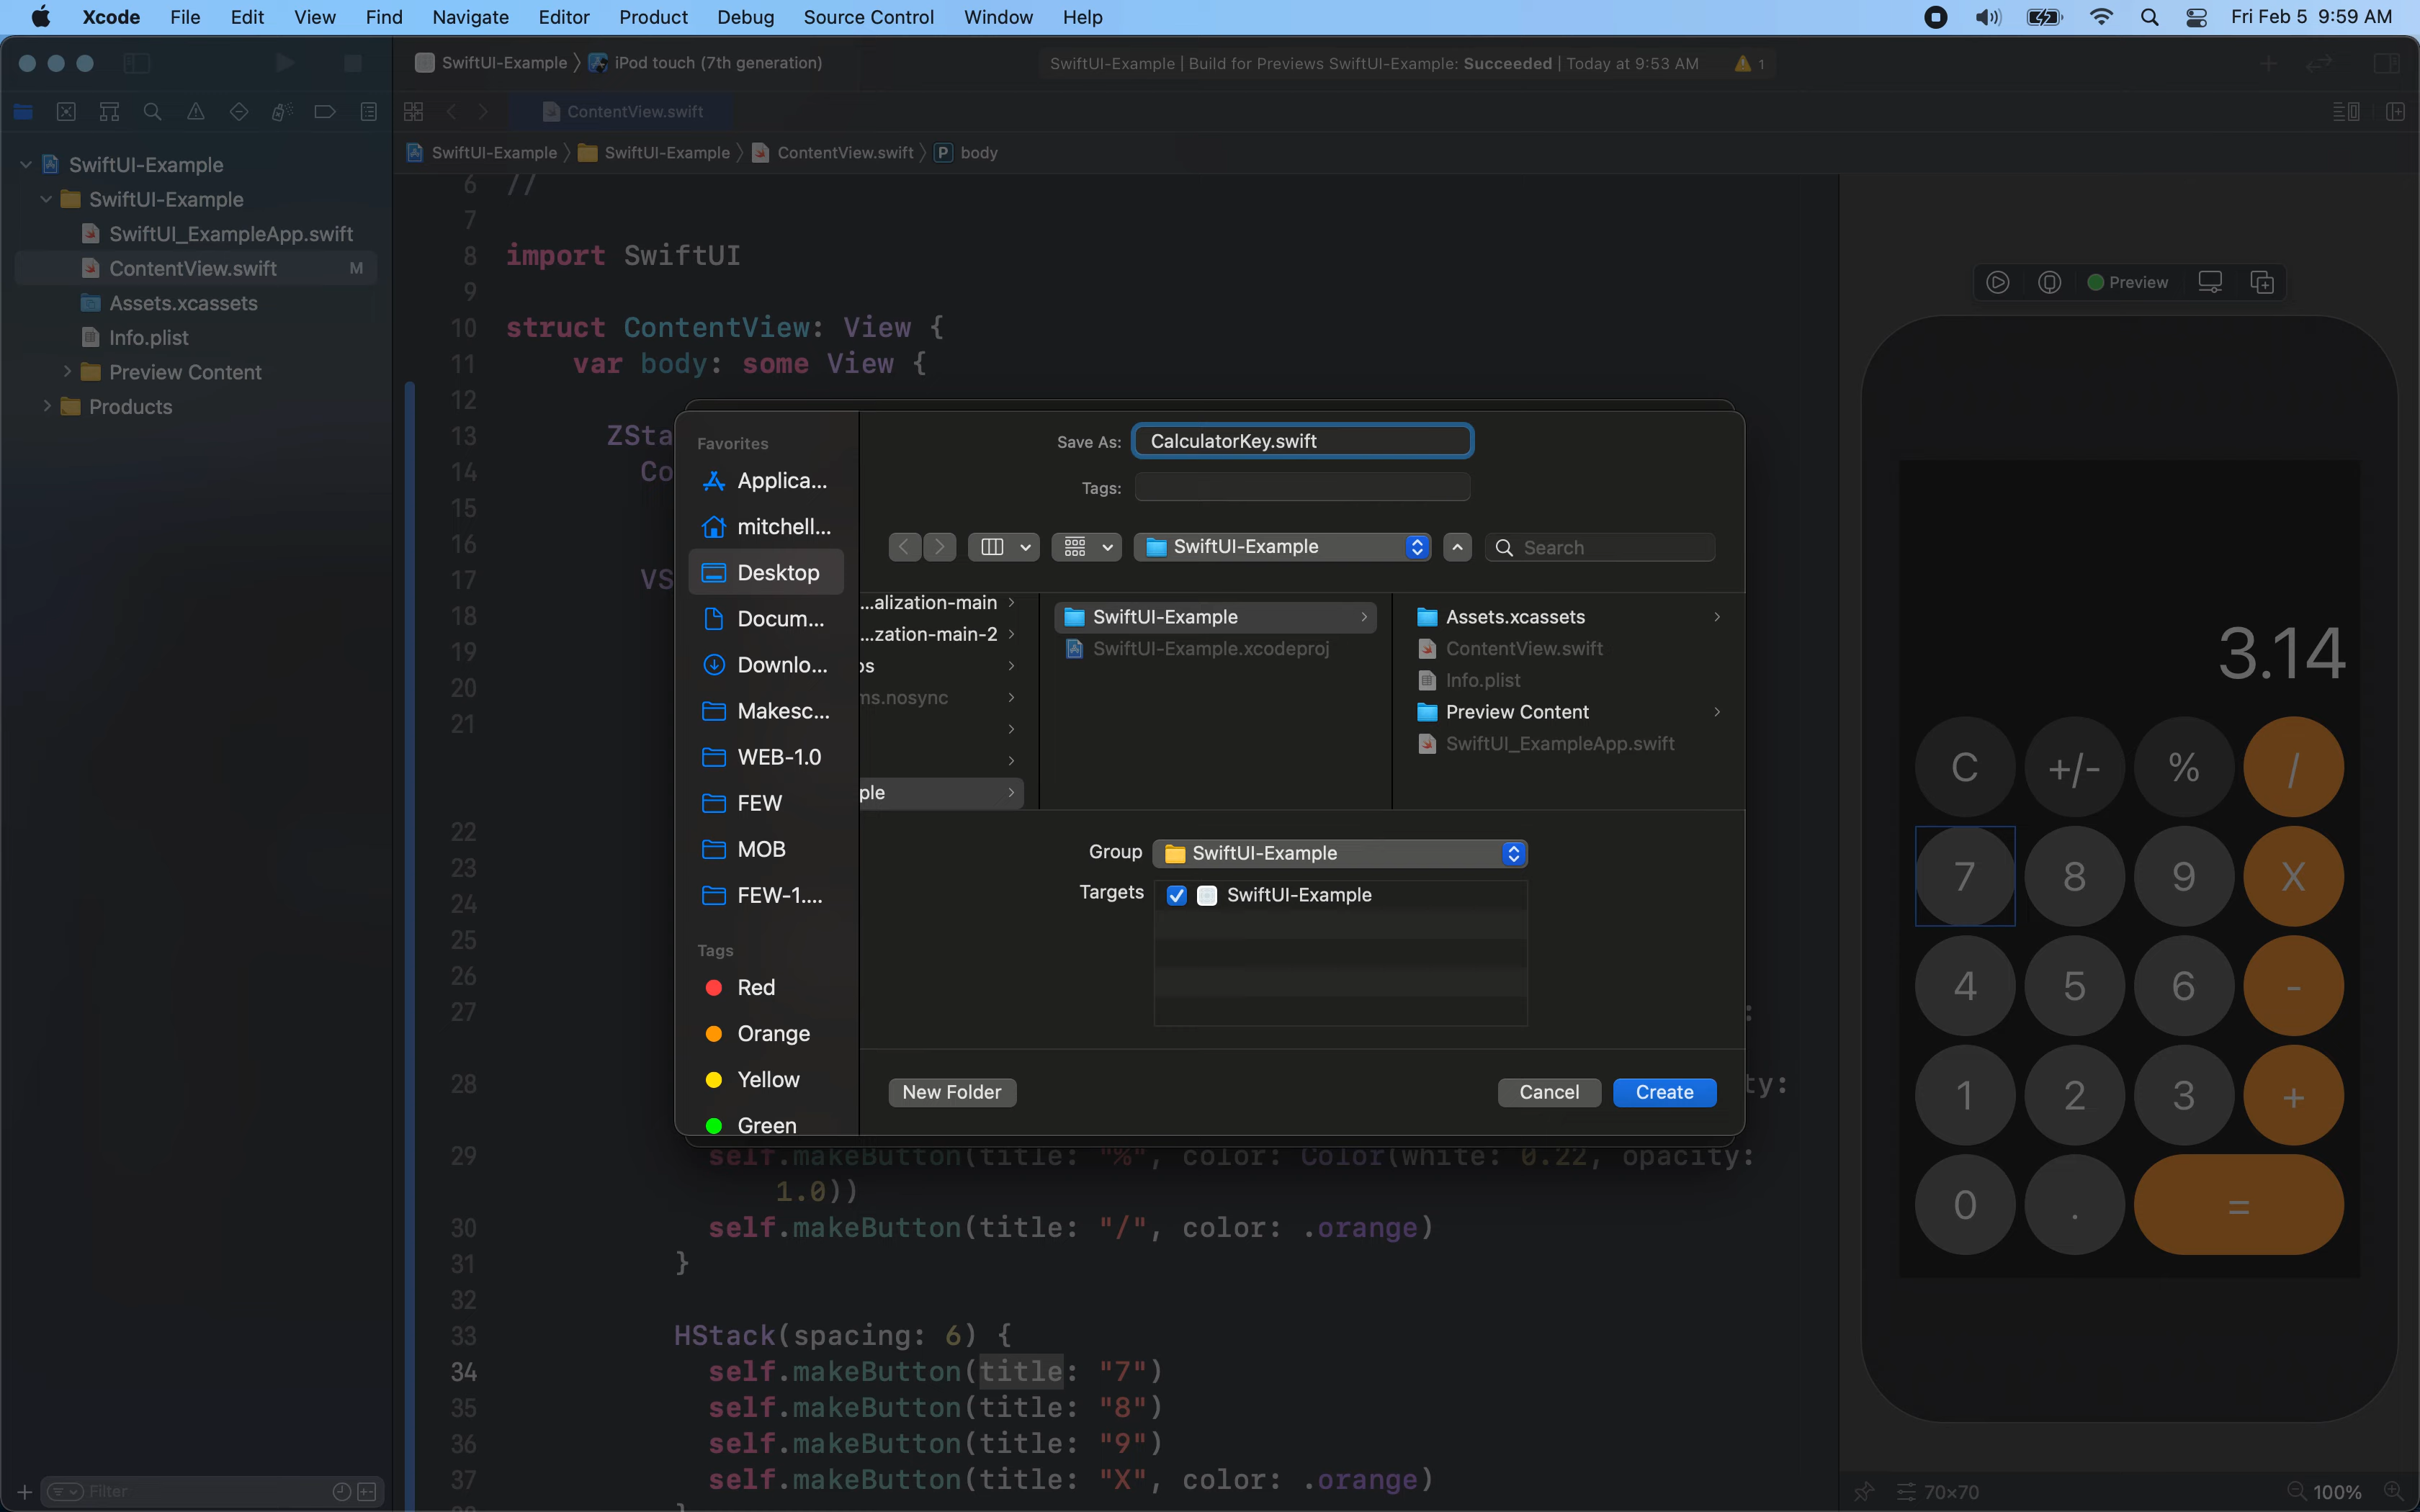 Xcode File Edit View Find Navigate Editor Product Debug Source Control Window Help Fri Feb 5 9:59 AM
SwiftUI-Example iPod touch (7th generation) SwiftUI-Example | Build for Previews SwiftUI-Example: Succeeded | Today at 9:53 AM 1
ContentView.swift
SwiftUI-Example SwiftUI-Example ContentView.swift P body
SwiftUI-Example
SwiftUI-Example
SwiftUI_ExampleApp.swift
ContentView.swift M
Assets.xcassets
Info.plist
Preview Content
Products
Filter
6 //
7
8 import SwiftUI
9
10 struct ContentView: View {
11 var body: some View {
12
13 ZSta
14 Co
15
16
17 VS
18
19
20
21
22
23
24
25
26
27 :
28 ty:
29 self.makeButton(title: "%", color: Color(white: 0.22, opacity:
1.0))
30 self.makeButton(title: "/", color: .orange)
31 }
32
33 HStack(spacing: 6) {
34 self.makeButton(title: "7")
35 self.makeButton(title: "8")
36 self.makeButton(title: "9")
37 self.makeButton(title: "X", color: .orange)
Favorites
Applica...
mitchell...
Desktop
Docum...
Downlo...
Makesc...
WEB-1.0
FEW
MOB
FEW-1....
Tags
Red
Orange
Yellow
Green
Save As: CalculatorKey.swift
Tags:
SwiftUI-Example Search
...alization-main
...zation-main-2
os
ms.nosync
ple
SwiftUI-Example
SwiftUI-Example.xcodeproj
Assets.xcassets
ContentView.swift
Info.plist
Preview Content
SwiftUI_ExampleApp.swift
Group SwiftUI-Example
Targets SwiftUI-Example
New Folder Cancel Create
Preview
3.14
C +/- % /
7 8 9 X
4 5 6 -
1 2 3 +
0 . =
70×70 100%